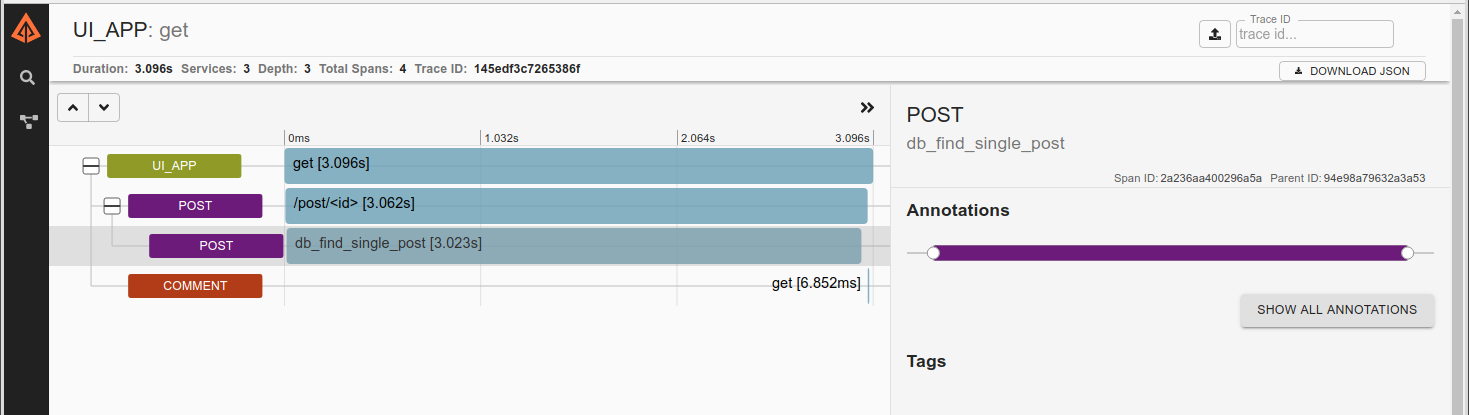 UI_APP: get
Trace ID
trace id...
Duration: 3.096s Services: 3 Depth: 3 Total Spans: 4 Trace ID: 145edf3c7265386f
DOWNLOAD JSON
0ms 1.032s 2.064s 3.096s
UI_APP get [3.096s]
POST /post/<id> [3.062s]
POST db_find_single_post [3.023s]
COMMENT get [6.852ms]
POST
db_find_single_post
Span ID: 2a236aa400296a5a Parent ID: 94e98a79632a3a53
Annotations
SHOW ALL ANNOTATIONS
Tags